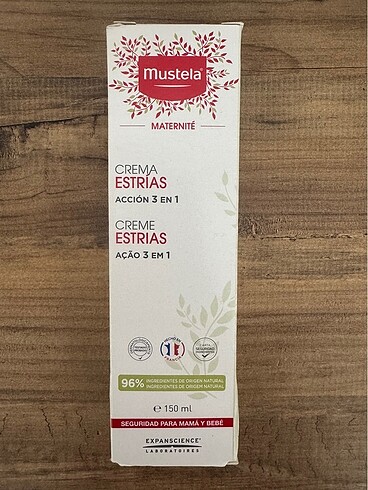 Mustela®
MATERNITÉ
CREMA
ESTRÍAS
ACCIÓN 3 EN 1
CREME
ESTRIAS
AÇÃO 3 EM 1
96% INGREDIENTES DE ORIGEN NATURAL
INGREDIENTES DE ORIGEM NATURAL
℮ 150 ml
SEGURIDAD PARA MAMÁ Y BEBÉ
EXPANSCIENCE®
LABORATOIRES